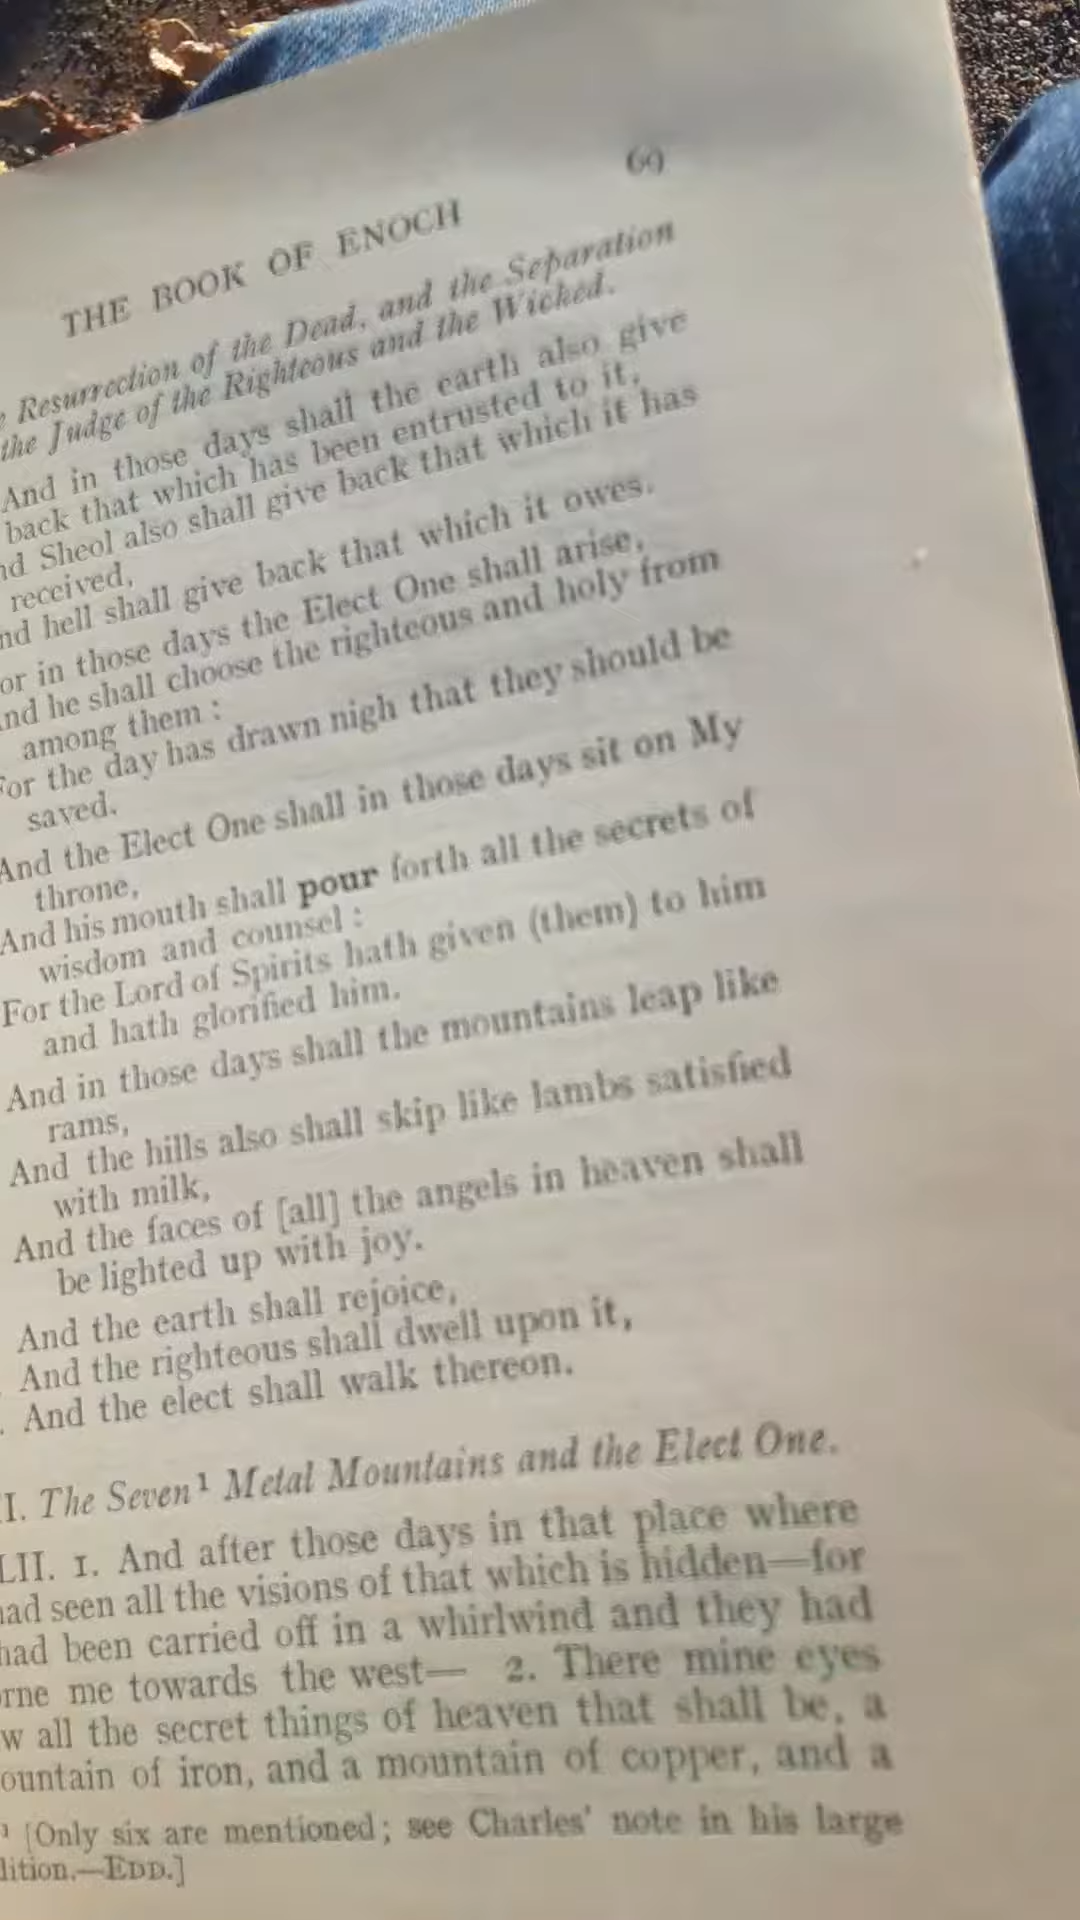 69
THE BOOK OF ENOCH
Resurrection of the Dead, and the Separation
the Judge of the Righteous and the Wicked.
And in those days shall the earth also give
back that which has been entrusted to it,
Sheol also shall give back that which it has
received,
hell shall give back that which it owes.
in those days the Elect One shall arise,
he shall choose the righteous and holy from
among them :
the day has drawn nigh that they should be
saved.
And the Elect One shall in those days sit on My
throne,
And his mouth shall pour forth all the secrets of
wisdom and counsel :
For the Lord of Spirits hath given (them) to him
and hath glorified him.
And in those days shall the mountains leap like
rams,
And the hills also shall skip like lambs satisfied
with milk,
And the faces of [all] the angels in heaven shall
be lighted up with joy.
And the earth shall rejoice,
And the righteous shall dwell upon it,
. And the elect shall walk thereon.
I. The Seven¹ Metal Mountains and the Elect One.
LII. 1. And after those days in that place where
seen all the visions of that which is hidden—for
had been carried off in a whirlwind and they had
me towards the west— 2. There mine eyes
all the secret things of heaven that shall be, a
of iron, and a mountain of copper, and a
¹ [Only six are mentioned; see Charles' note in his large
—EDD.]